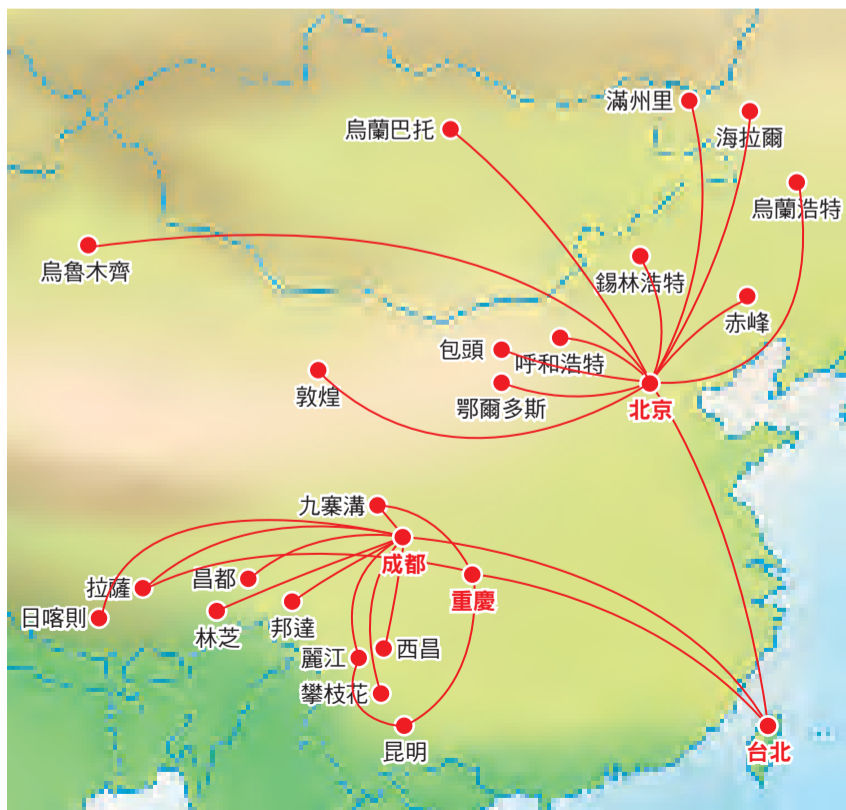 滿州里
烏蘭巴托
海拉爾
烏蘭浩特
烏魯木齊
錫林浩特
赤峰
包頭
呼和浩特
敦煌
鄂爾多斯
北京
九寨溝
成都
拉薩
昌都
重慶
日喀則
林芝
邦達
麗江
西昌
攀枝花
昆明
台北